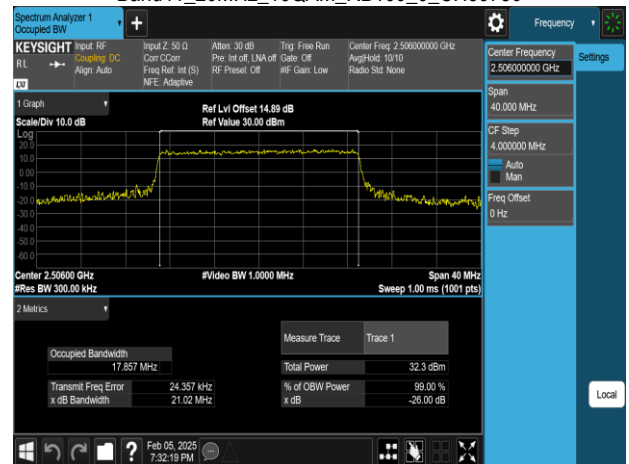 Spectrum Analyzer 1
Occupied BW
+
Frequency
KEYSIGHT
RL
LXI
Input: RF
Coupling: DC
Align: Auto
Input Z: 50 Ω
Corr CCorr
Freq Ref: Int (S)
NFE: Adaptive
Atten: 30 dB
Pre: Int off, LNA off
RF Preset: Off
Trig: Free Run
Gate: Off
#IF Gain: Low
Center Freq: 2.506000000 GHz
Avg|Hold: 10/10
Radio Std: None
Center Frequency
2.506000000 GHz
Settings
Span
40.000 MHz
CF Step
4.000000 MHz
Auto
Man
Freq Offset
0 Hz
1 Graph
Scale/Div 10.0 dB
Ref Lvl Offset 14.89 dB
Ref Value 30.00 dBm
Log
20.0
10.0
0.00
-10.0
-20.0
-30.0
-40.0
-50.0
-60.0
Center 2.50600 GHz
#Video BW 1.0000 MHz
Span 40 MHz
#Res BW 300.00 kHz
Sweep 1.00 ms (1001 pts)
2 Metrics
Measure Trace Trace 1
Occupied Bandwidth
17.857 MHz
Total Power 32.3 dBm
Transmit Freq Error 24.357 kHz
% of OBW Power 99.00 %
x dB Bandwidth 21.02 MHz
x dB -26.00 dB
Local
?
Feb 05, 2025
7:32:19 PM